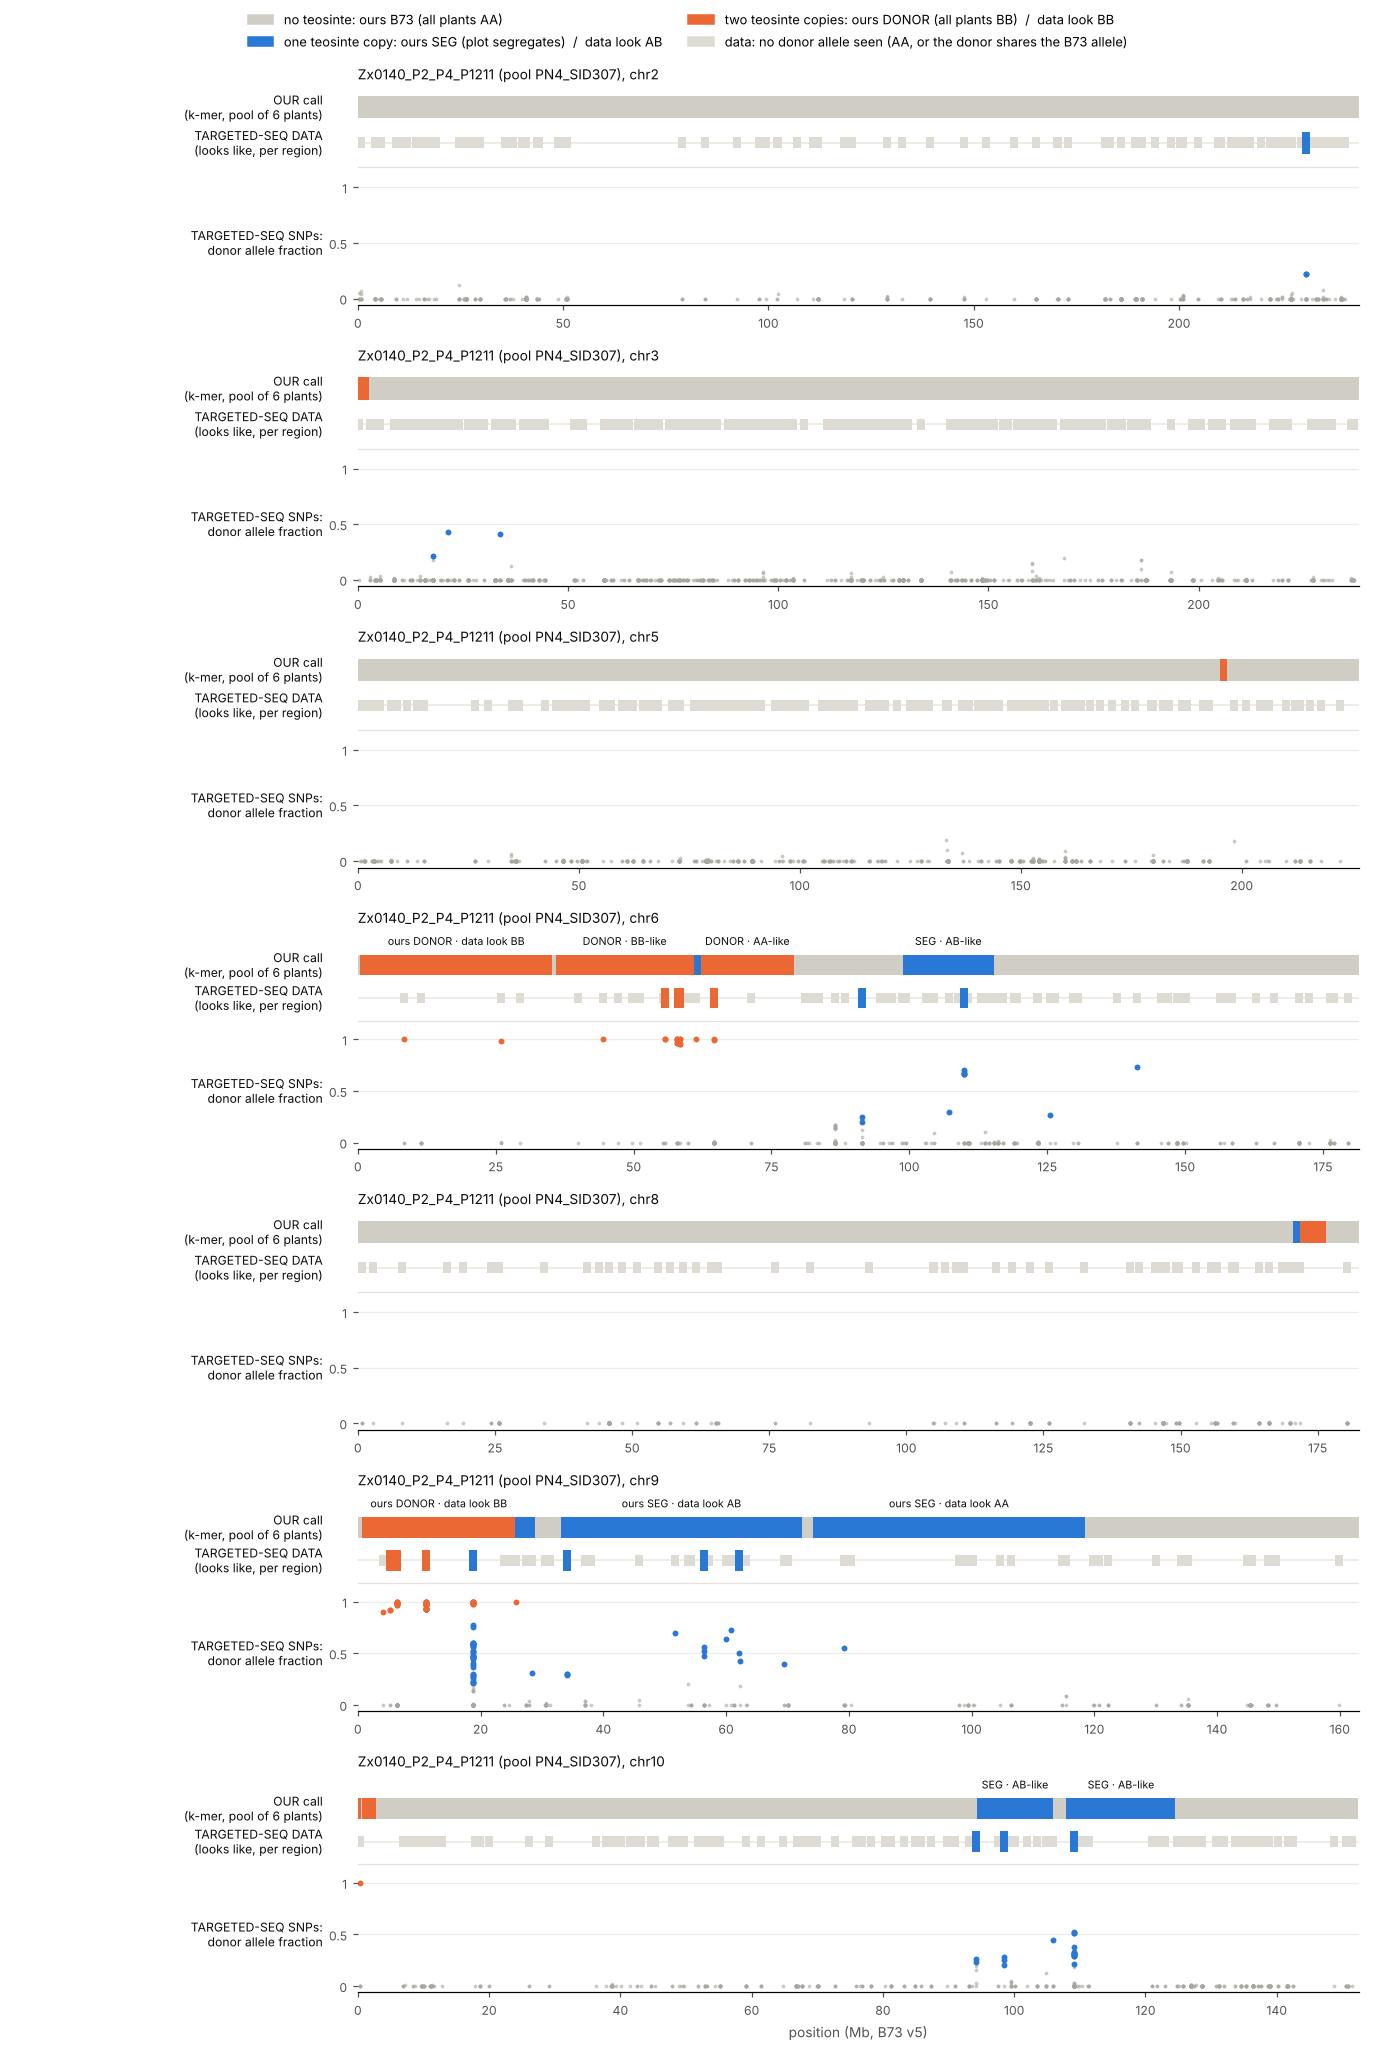 no teosinte: ours B73 (all plants AA)
two teosinte copies: ours DONOR (all plants BB)  /  data look BB
one teosinte copy: ours SEG (plot segregates)  /  data look AB
data: no donor allele seen (AA, or the donor shares the B73 allele)
Zx0140_P2_P4_P1211 (pool PN4_SID307), chr2
OUR call
(k-mer, pool of 6 plants)
TARGETED-SEQ DATA
(looks like, per region)
1
TARGETED-SEQ SNPs:
donor allele fraction
0.5
0
0 50 100 150 200
Zx0140_P2_P4_P1211 (pool PN4_SID307), chr3
OUR call
(k-mer, pool of 6 plants)
TARGETED-SEQ DATA
(looks like, per region)
1
TARGETED-SEQ SNPs:
donor allele fraction
0.5
0
0 50 100 150 200
Zx0140_P2_P4_P1211 (pool PN4_SID307), chr5
OUR call
(k-mer, pool of 6 plants)
TARGETED-SEQ DATA
(looks like, per region)
1
TARGETED-SEQ SNPs:
donor allele fraction
0.5
0
0 50 100 150 200
Zx0140_P2_P4_P1211 (pool PN4_SID307), chr6
ours DONOR · data look BB DONOR · BB-like DONOR · AA-like SEG · AB-like
OUR call
(k-mer, pool of 6 plants)
TARGETED-SEQ DATA
(looks like, per region)
1
TARGETED-SEQ SNPs:
donor allele fraction
0.5
0
0 25 50 75 100 125 150 175
Zx0140_P2_P4_P1211 (pool PN4_SID307), chr8
OUR call
(k-mer, pool of 6 plants)
TARGETED-SEQ DATA
(looks like, per region)
1
TARGETED-SEQ SNPs:
donor allele fraction
0.5
0
0 25 50 75 100 125 150 175
Zx0140_P2_P4_P1211 (pool PN4_SID307), chr9
ours DONOR · data look BB ours SEG · data look AB ours SEG · data look AA
OUR call
(k-mer, pool of 6 plants)
TARGETED-SEQ DATA
(looks like, per region)
1
TARGETED-SEQ SNPs:
donor allele fraction
0.5
0
0 20 40 60 80 100 120 140 160
Zx0140_P2_P4_P1211 (pool PN4_SID307), chr10
SEG · AB-like SEG · AB-like
OUR call
(k-mer, pool of 6 plants)
TARGETED-SEQ DATA
(looks like, per region)
1
TARGETED-SEQ SNPs:
donor allele fraction
0.5
0
0 20 40 60 80 100 120 140
position (Mb, B73 v5)